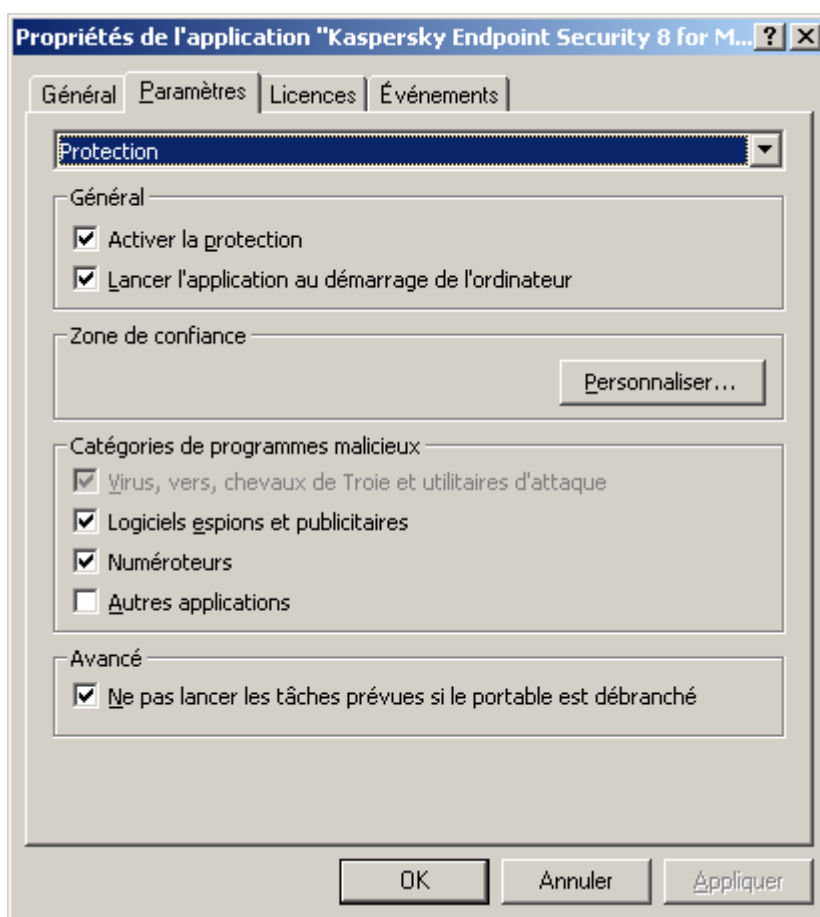 Propriétés de l'application "Kaspersky Endpoint Security 8 for M...
Général Paramètres Licences Événements
Protection
Général
Activer la protection
Lancer l'application au démarrage de l'ordinateur
Zone de confiance
Personnaliser...
Catégories de programmes malicieux
Virus, vers, chevaux de Troie et utilitaires d'attaque
Logiciels espions et publicitaires
Numéroteurs
Autres applications
Avancé
Ne pas lancer les tâches prévues si le portable est débranché
OK Annuler Appliquer